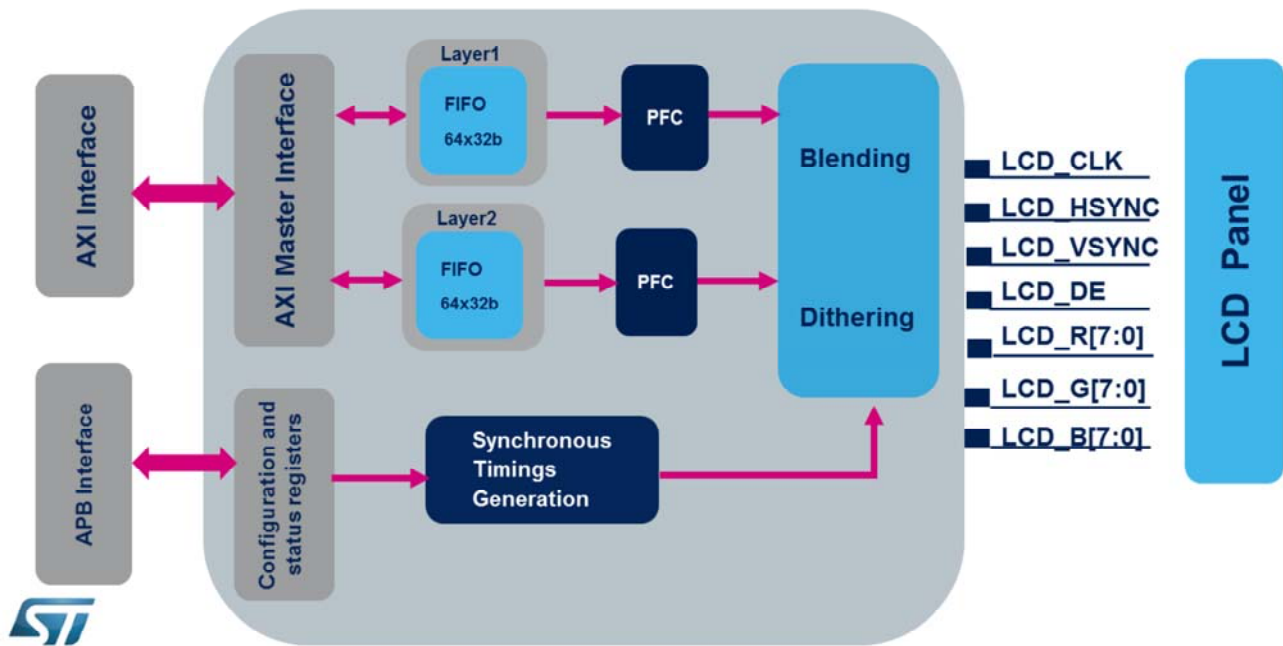 AXI Interface
AXI Master Interface
Layer1
FIFO
64x32b
PFC
Layer2
FIFO
64x32b
PFC
Blending
Dithering
LCD_CLK
LCD_HSYNC
LCD_VSYNC
LCD_DE
LCD_R[7:0]
LCD_G[7:0]
LCD_B[7:0]
LCD Panel
APB Interface
Configuration and
status registers
Synchronous
Timings
Generation
ST